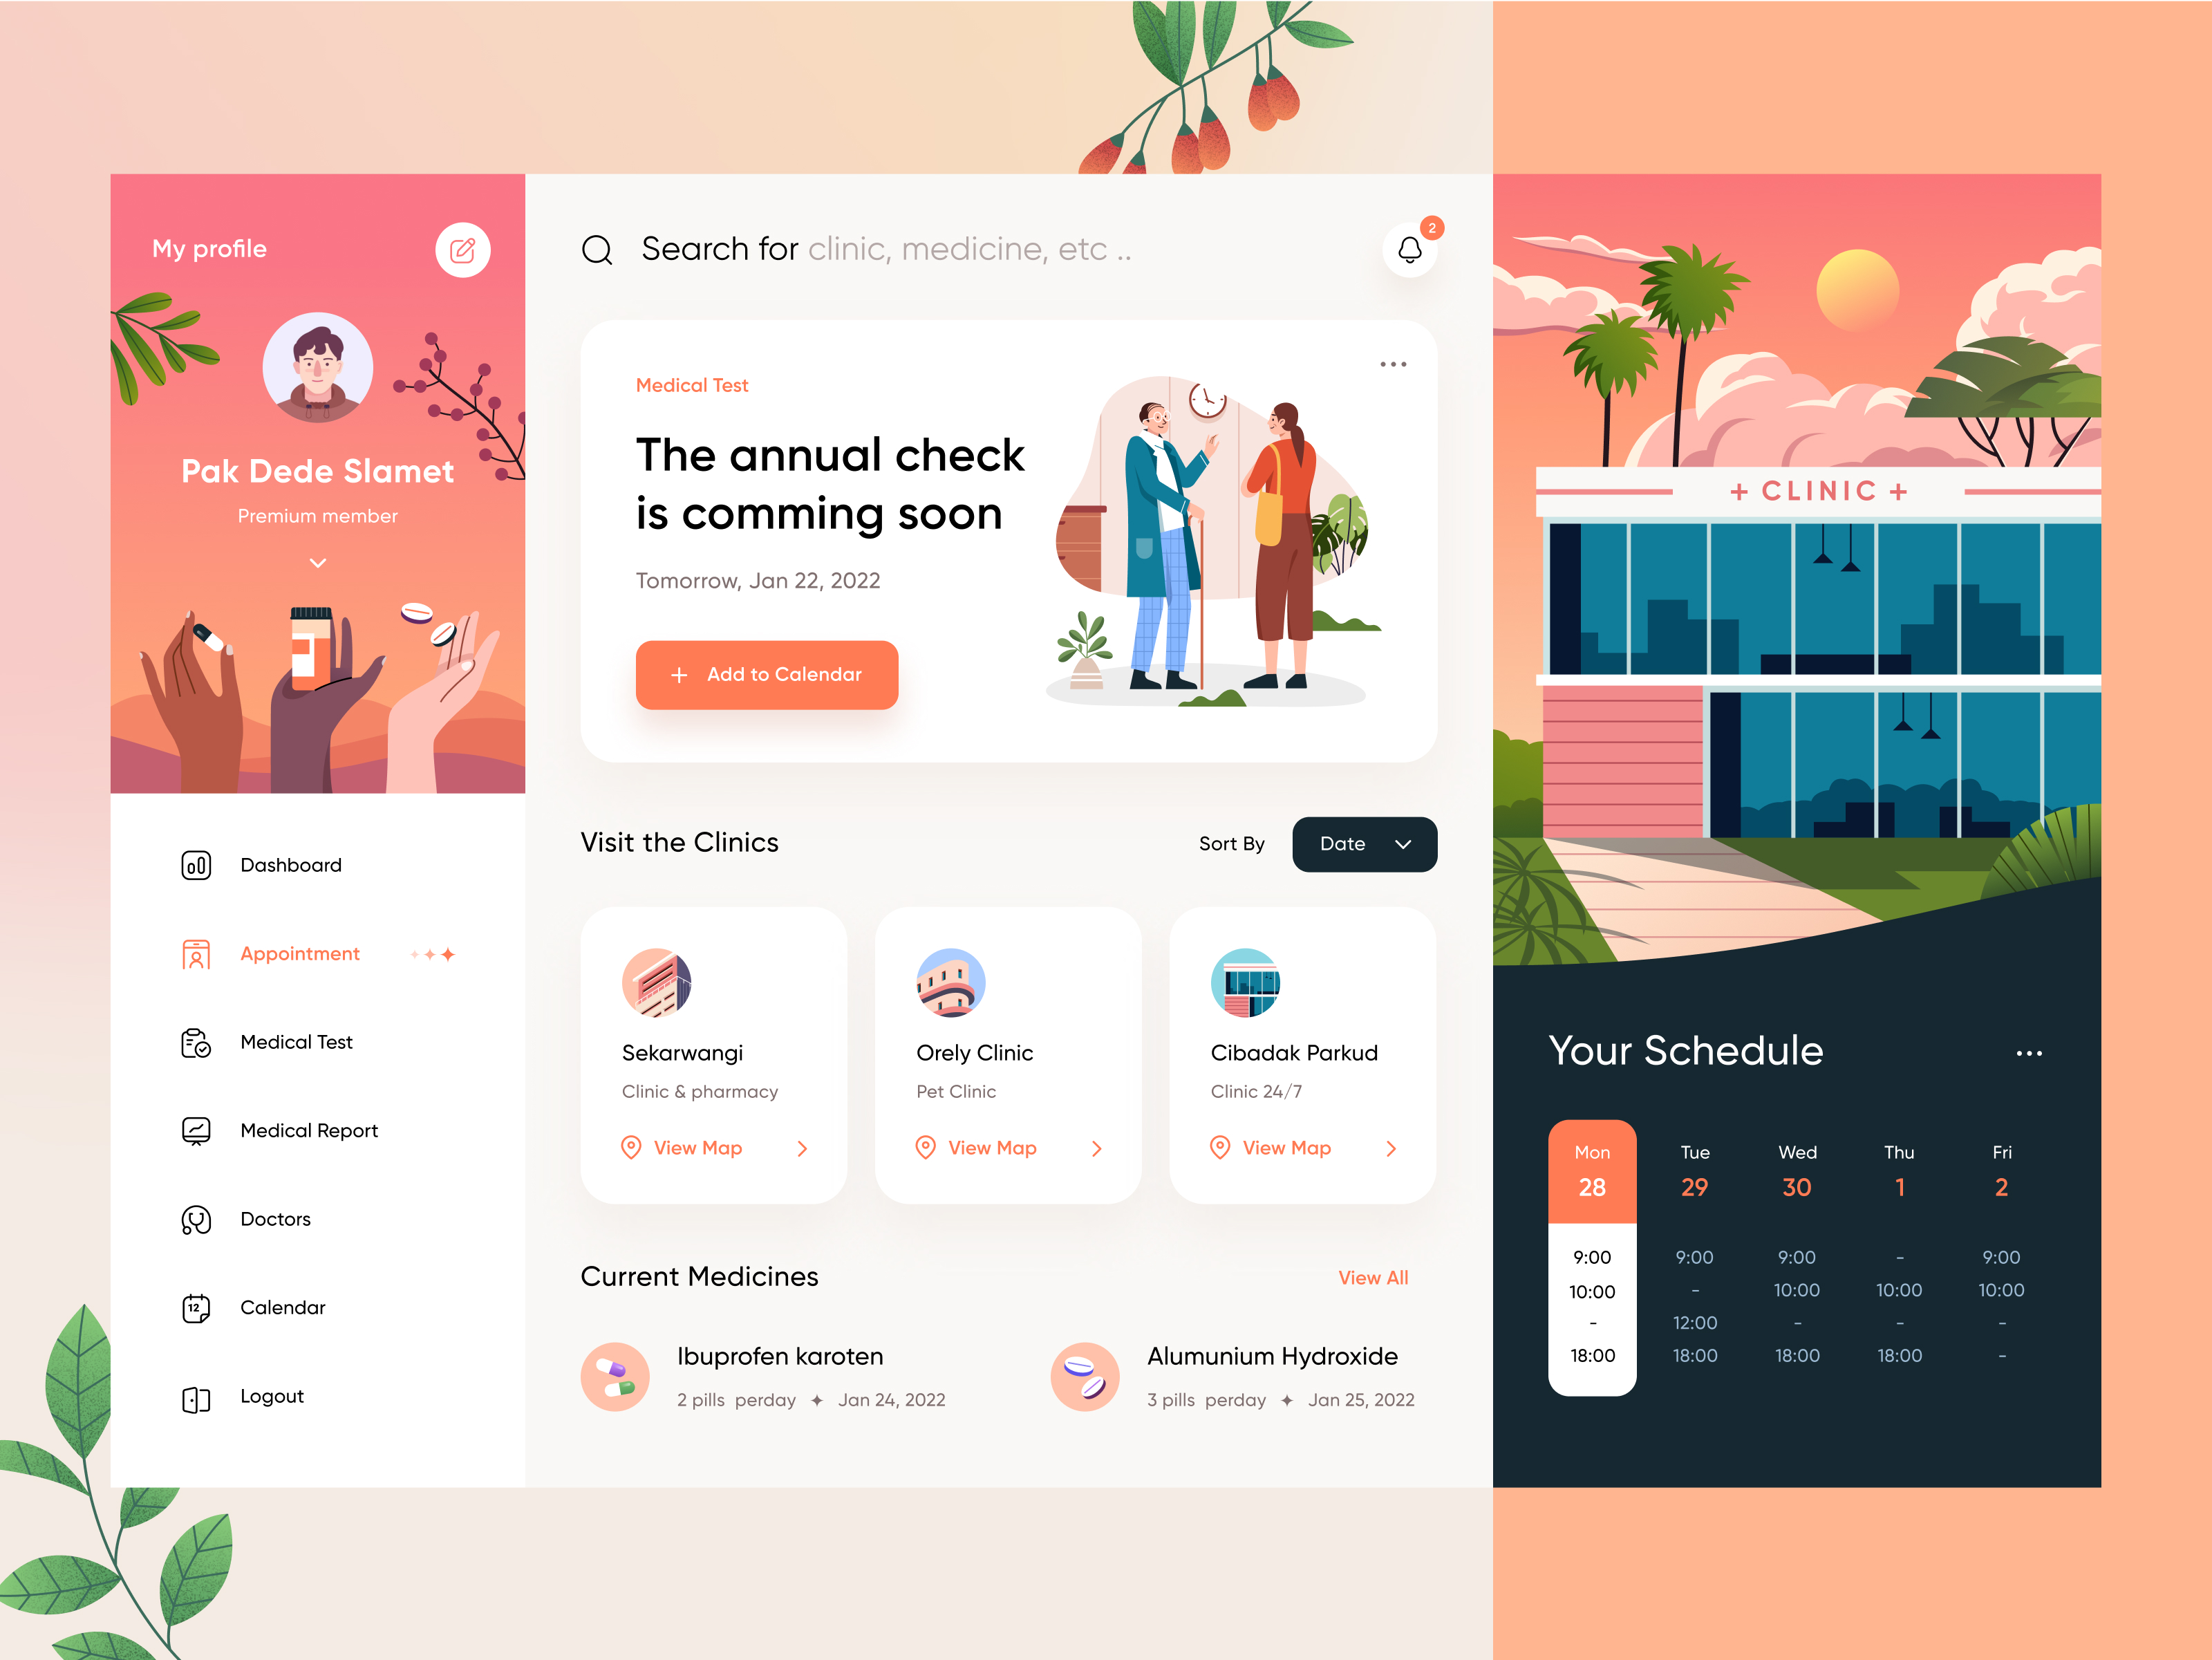 My profile
Pak Dede Slamet
Premium member
Dashboard
Appointment
Medical Test
Medical Report
Doctors
12
Calendar
Logout
Search for clinic, medicine, etc ..
2
Medical Test
The annual check
is comming soon
Tomorrow, Jan 22, 2022
+ Add to Calendar
Visit the Clinics
Sort By
Date
Sekarwangi
Clinic & pharmacy
View Map
Orely Clinic
Pet Clinic
View Map
Cibadak Parkud
Clinic 24/7
View Map
Current Medicines
View All
Ibuprofen karoten
2 pills perday ✦ Jan 24, 2022
Alumunium Hydroxide
3 pills perday ✦ Jan 25, 2022
+ CLINIC +
Your Schedule
Mon Tue Wed Thu Fri
28 29 30 1 2
9:00 9:00 9:00 - 9:00
10:00 - 10:00 10:00 10:00
- 12:00 - - -
18:00 18:00 18:00 18:00 -